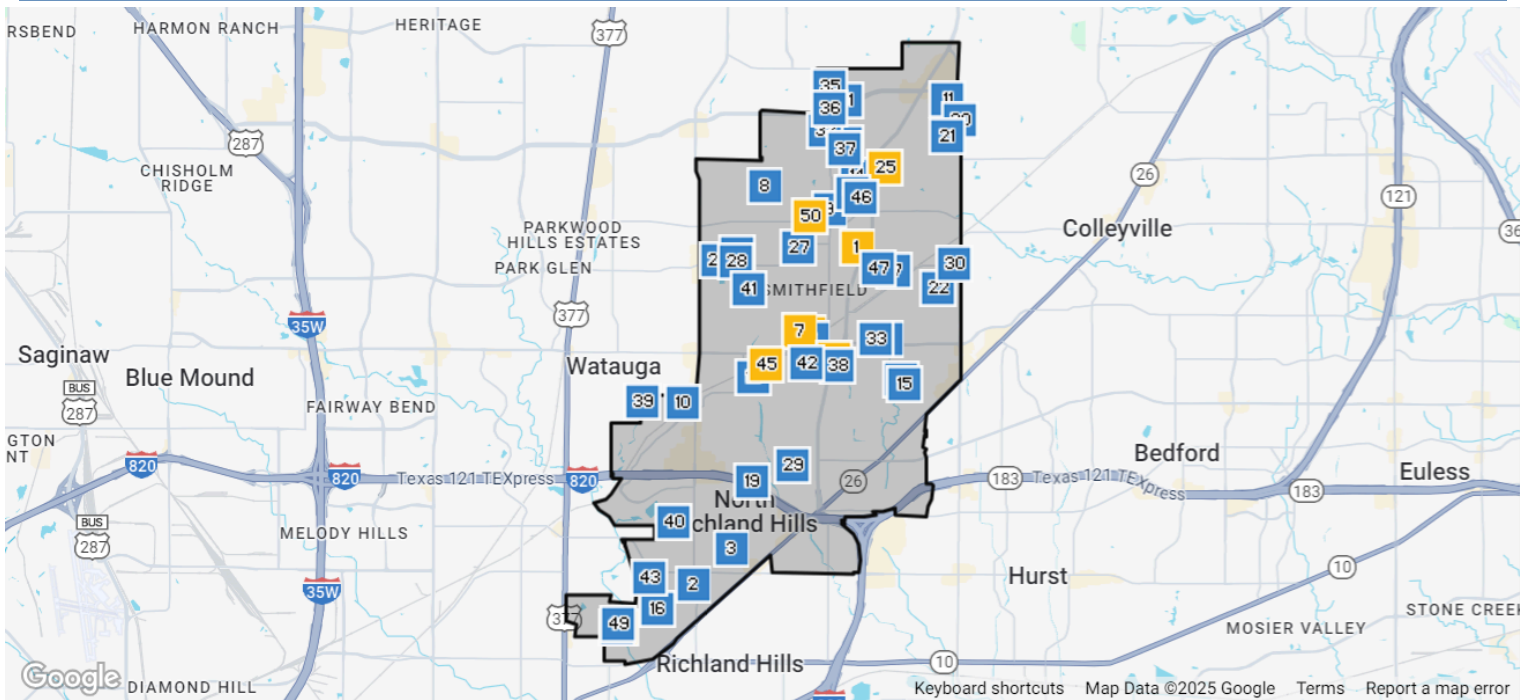 RSBEND
HARMON RANCH
HERITAGE
377
35
36
11
37
21
287
25
CHISHOLM
RIDGE
8
46
26
121
50
PARKWOOD
HILLS ESTATES
Colleyville
27
1
28
47
30
PARK GLEN
41
SMITHFIELD
22
377
35W
7
33
Saginaw
Watauga
45
42
38
15
BUS
287
Blue Mound
39
10
FAIRWAY BEND
GTON
NT
820
820
Texas 121 TEXpress
820
29
19
26
183
Texas 121 TEXpress
183
Bedford
Euless
North
chland Hills
BUS
287
MELODY HILLS
40
3
43
2
Hurst
10
35W
16
49
STONE CREE
MOSIER VALLEY
Richland Hills
10
Google
DIAMOND HILL
Keyboard shortcuts
Map Data ©2025 Google
Terms
Report a map error